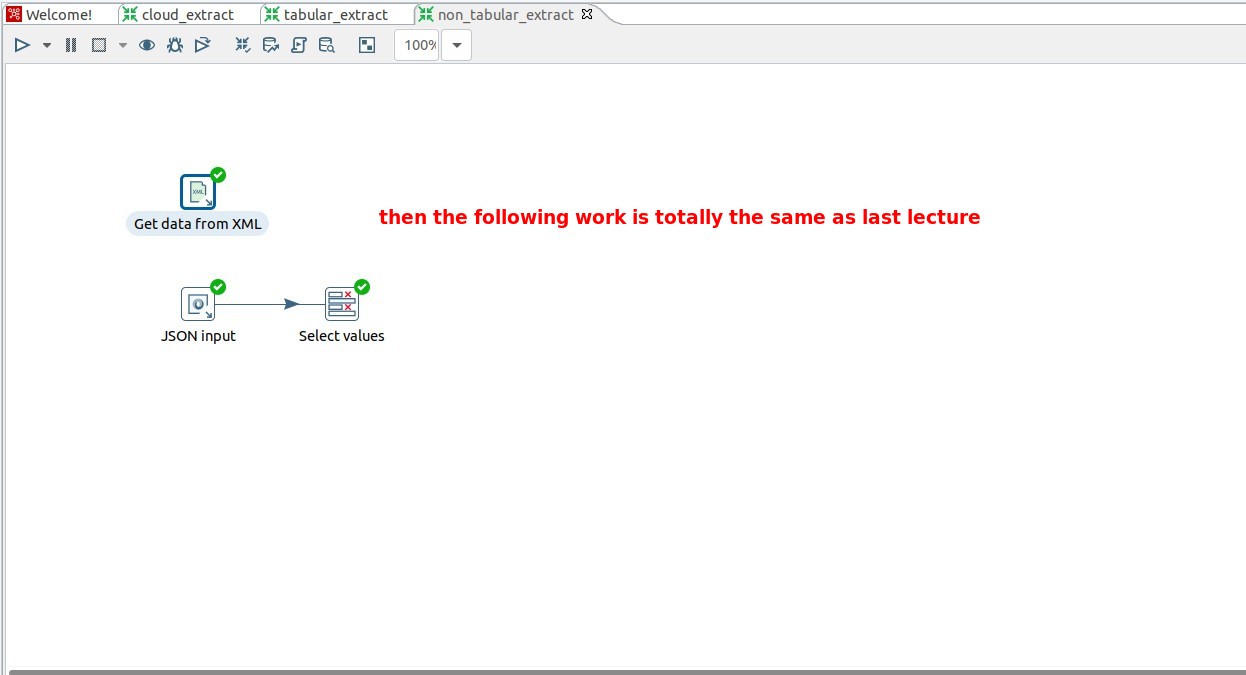 Welcome! cloud_extract tabular_extract non_tabular_extract
100%
XML
Get data from XML
then the following work is totally the same as last lecture
JSON input Select values